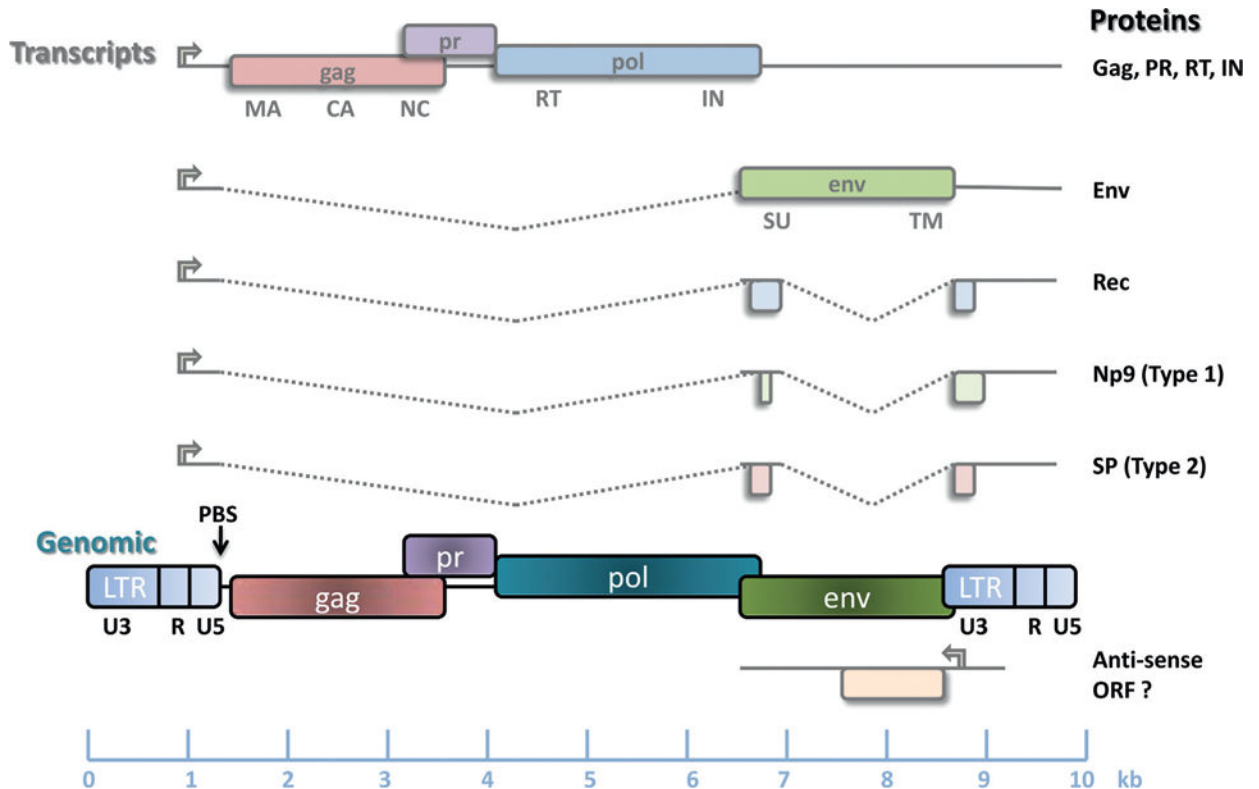 Proteins
Transcripts
pr
gag
pol
Gag, PR, RT, IN
MA CA NC RT IN
env
Env
SU TM
Rec
Np9 (Type 1)
SP (Type 2)
PBS
Genomic
LTR
gag
pr
pol
env
LTR
U3 R U5
U3 R U5
Anti-sense
ORF ?
0 1 2 3 4 5 6 7 8 9 10 kb